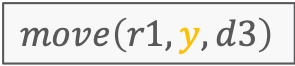 move(r1, y, d3)